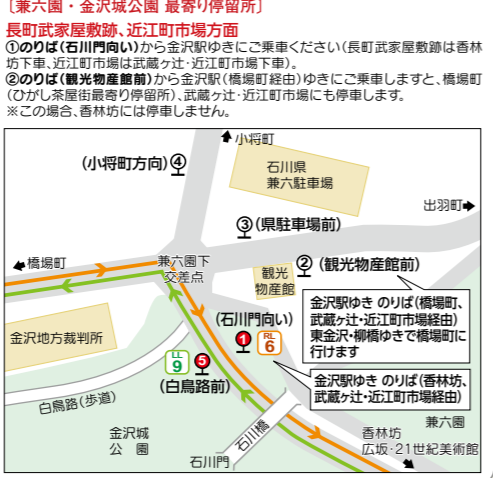 ［兼六園・金沢城公園 最寄り停留所］
長町武家屋敷跡、近江町市場方面
①のりば(石川門向い)から金沢駅ゆきにご乗車ください(長町武家屋敷跡は香林
坊下車、近江町市場は武蔵ヶ辻・近江町市場下車)。
②のりば(観光物産館前)から金沢駅(橋場町経由)ゆきにご乗車しますと、橋場町
(ひがし茶屋街最寄り停留所)、武蔵ヶ辻・近江町市場にも停車します。
※この場合、香林坊には停車しません。
小将町
(小将町方向)④
石川県
兼六駐車場
出羽町
③(県駐車場前)
橋場町
兼六園下
交差点
②(観光物産館前)
観光
物産館
金沢駅ゆき のりば(橋場町、
武蔵ヶ辻・近江町市場経由)
東金沢・柳橋ゆきで橋場町に
行けます
(石川門向い)
①
RL
6
金沢地方裁判所
LL
9
⑤
(白鳥路前)
金沢駅ゆき のりば(香林坊、
武蔵ヶ辻・近江町市場経由)
白鳥路(歩道)
兼六園
金沢城
公 園
石川橋
香林坊
広坂・21世紀美術館
石川門